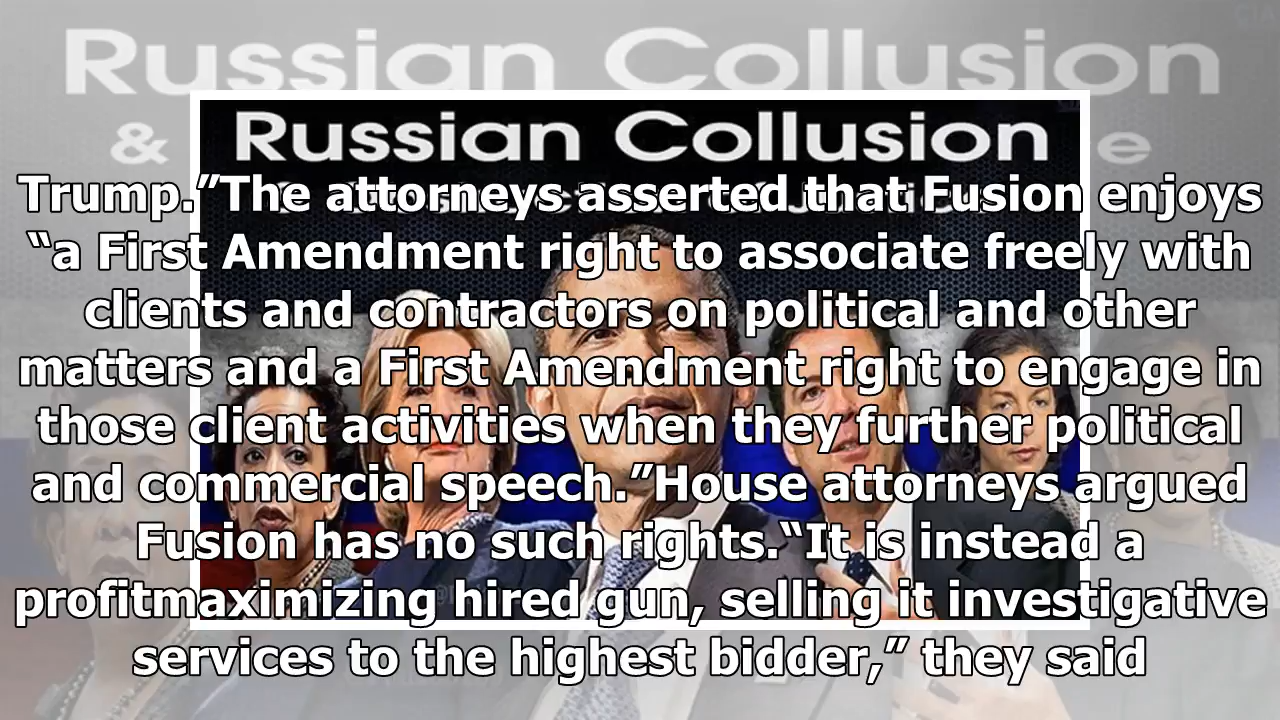 Russian Collusion
&
e
Russian Collusion
Trump.”The attorneys asserted that Fusion enjoys
“a First Amendment right to associate freely with
clients and contractors on political and other
matters and a First Amendment right to engage in
those client activities when they further political
and commercial speech.”House attorneys argued
Fusion has no such rights.“It is instead a
profitmaximizing hired gun, selling it investigative
services to the highest bidder,” they said